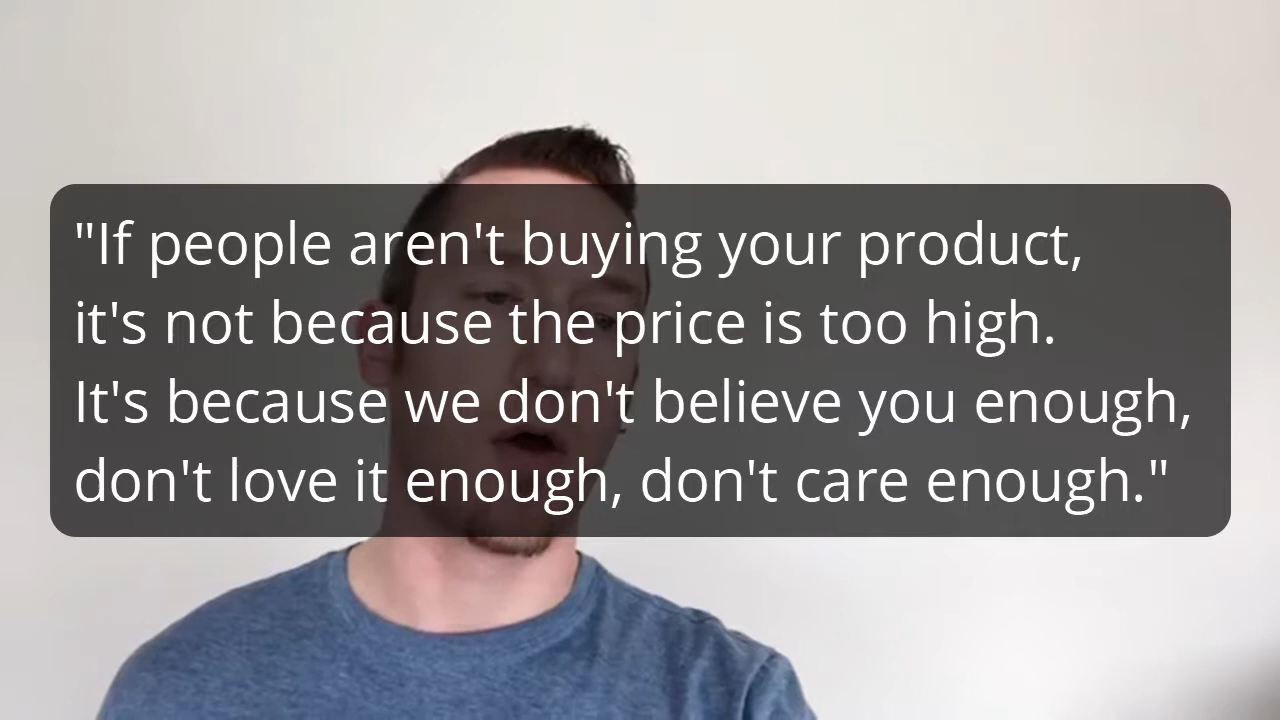 "If people aren't buying your product,
it's not because the price is too high.
It's because we don't believe you enough,
don't love it enough, don't care enough."